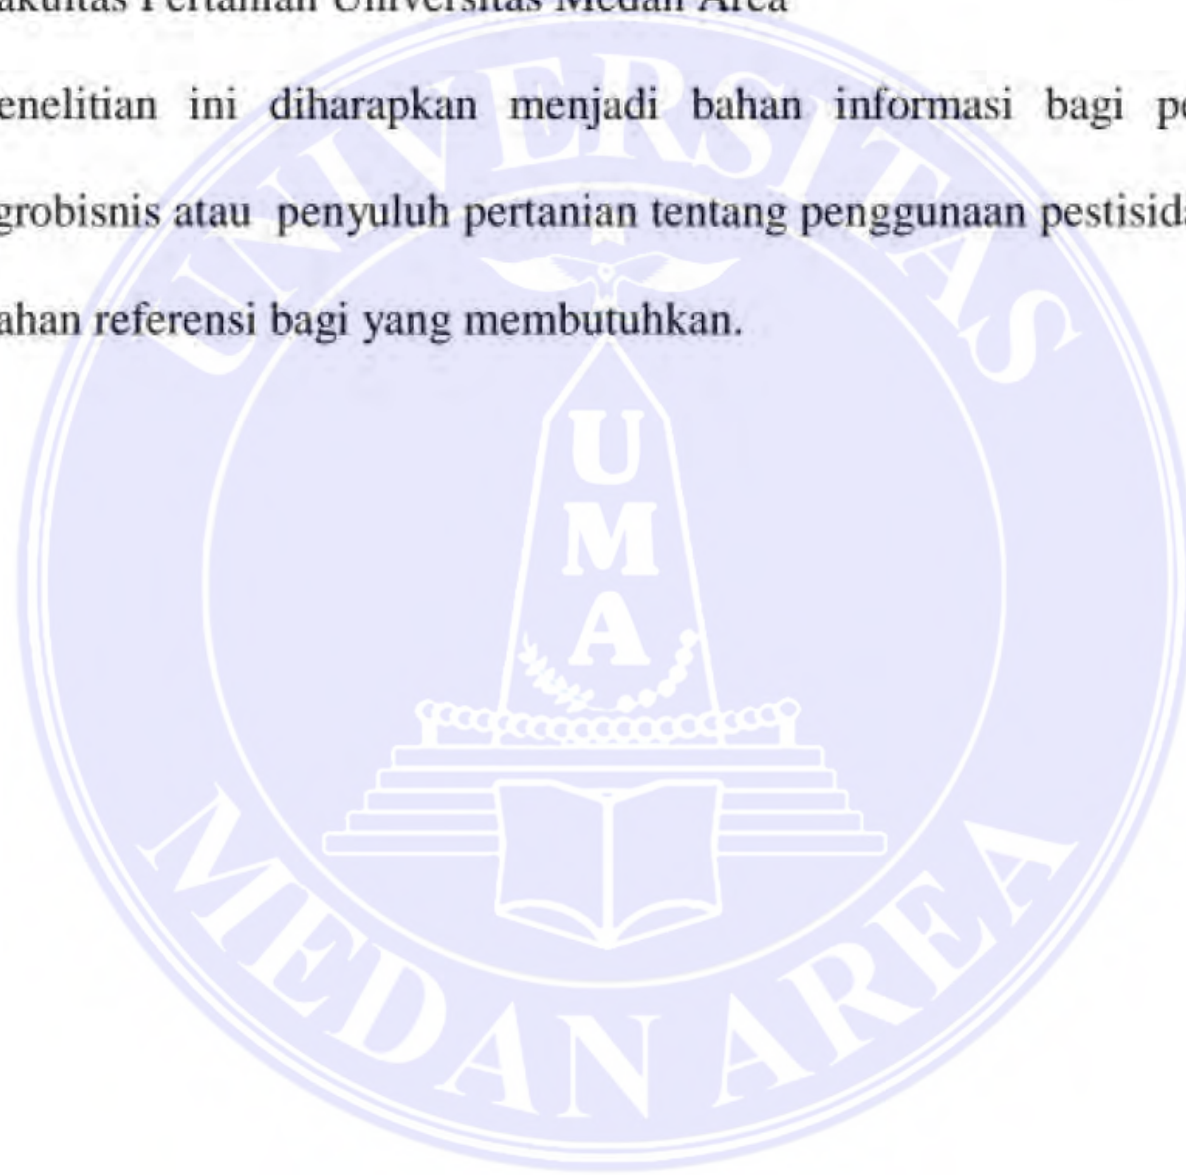 akultas Pertanian Universitas Medan Area
enelitian ini diharapkan menjadi bahan informasi bagi pe
grobisnis atau penyuluh pertanian tentang penggunaan pestisida
ahan referensi bagi yang membutuhkan.
UNIVERSITAS
U
M
A
MEDAN AREA